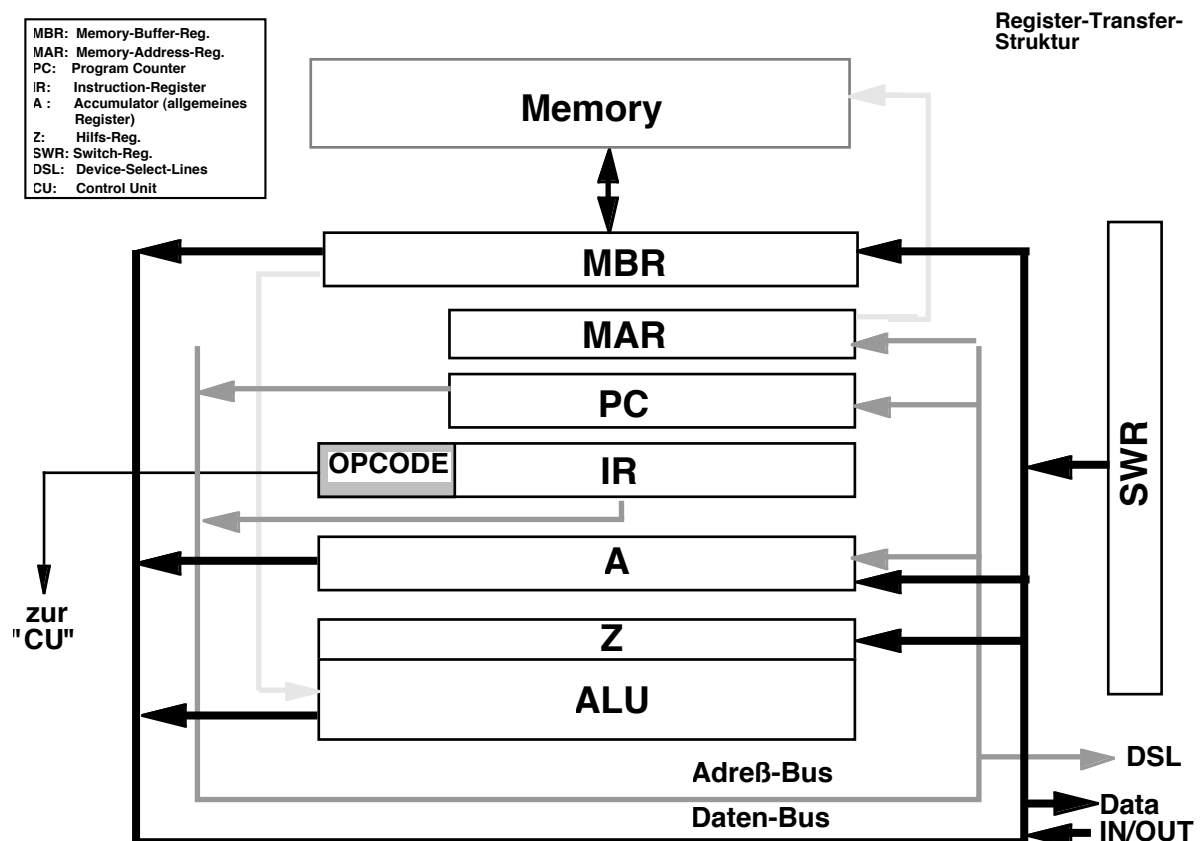 MBR: Memory-Buffer-Reg.
MAR: Memory-Address-Reg.
PC: Program Counter
IR: Instruction-Register
A : Accumulator (allgemeines
Register)
Z: Hilfs-Reg.
SWR: Switch-Reg.
DSL: Device-Select-Lines
CU: Control Unit
Register-Transfer-
Struktur
Memory
MBR
MAR
PC
OPCODE
IR
SWR
A
zur
"CU"
Z
ALU
Adreß-Bus
DSL
Daten-Bus
Data
IN/OUT